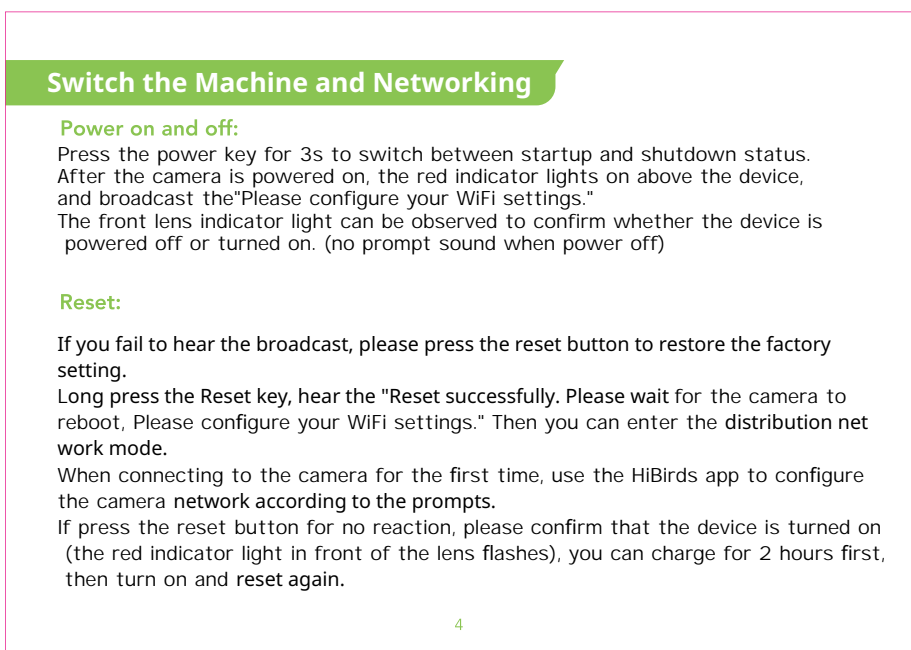 Switch the Machine and Networking
Power on and off:
Press the power key for 3s to switch between startup and shutdown status.
After the camera is powered on, the red indicator lights on above the device,
and broadcast the"Please configure your WiFi settings."
The front lens indicator light can be observed to confirm whether the device is
powered off or turned on. (no prompt sound when power off)
Reset:
If you fail to hear the broadcast, please press the reset button to restore the factory
setting.
Long press the Reset key, hear the "Reset successfully. Please wait for the camera to
reboot, Please configure your WiFi settings." Then you can enter the distribution net
work mode.
When connecting to the camera for the first time, use the HiBirds app to configure
the camera network according to the prompts.
If press the reset button for no reaction, please confirm that the device is turned on
(the red indicator light in front of the lens flashes), you can charge for 2 hours first,
then turn on and reset again.
4